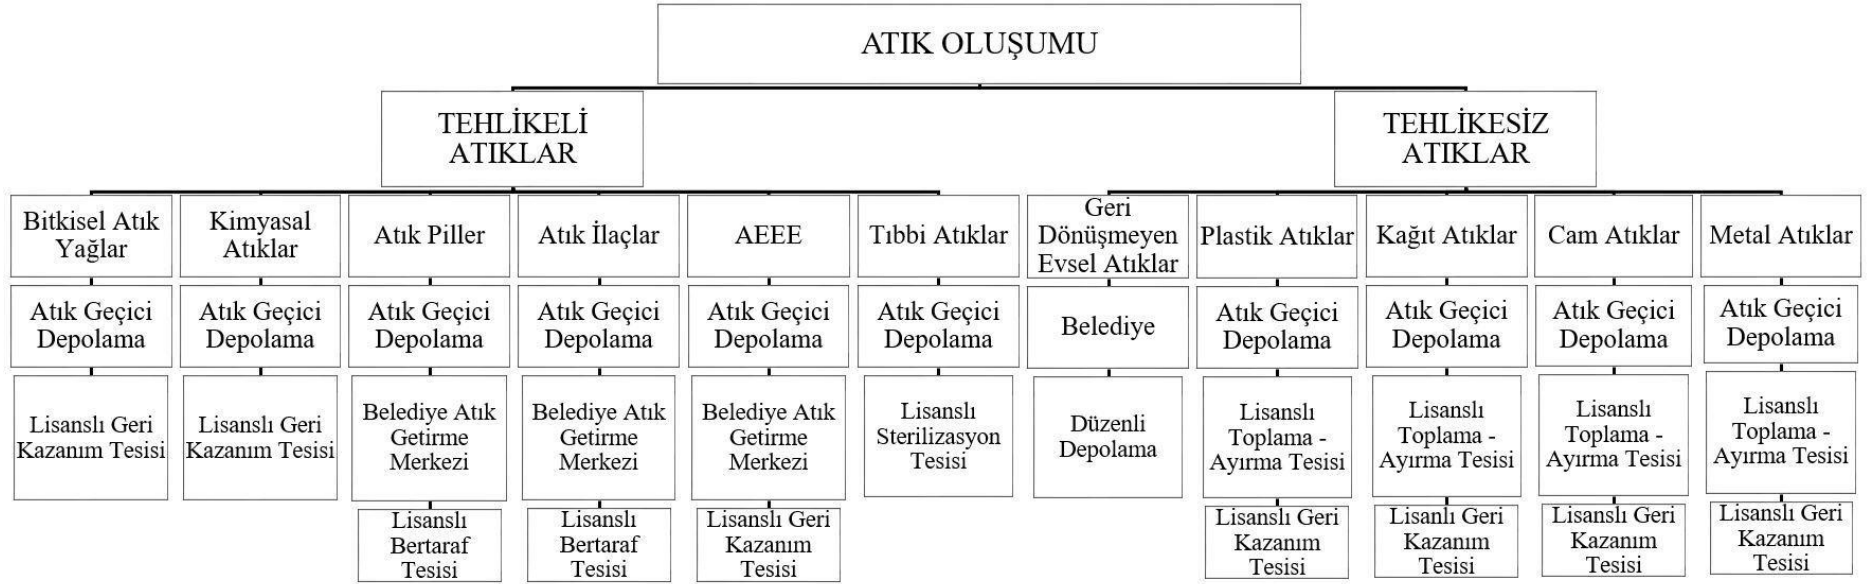 ATIK OLUŞUMU
TEHLİKELİ
ATIKLAR
TEHLİKESİZ
ATIKLAR
Bitkisel Atık
Yağlar
Kimyasal
Atıklar
Atık Piller
Atık İlaçlar
AEEE
Tıbbi Atıklar
Geri
Dönüşmeyen
Evsel Atıklar
Plastik Atıklar
Kağıt Atıklar
Cam Atıklar
Metal Atıklar
Atık Geçici
Depolama
Atık Geçici
Depolama
Atık Geçici
Depolama
Atık Geçici
Depolama
Atık Geçici
Depolama
Atık Geçici
Depolama
Belediye
Atık Geçici
Depolama
Atık Geçici
Depolama
Atık Geçici
Depolama
Atık Geçici
Depolama
Lisanslı Geri
Kazanım Tesisi
Lisanslı Geri
Kazanım Tesisi
Belediye Atık
Getirme
Merkezi
Belediye Atık
Getirme
Merkezi
Belediye Atık
Getirme
Merkezi
Lisanslı
Sterilizasyon
Tesisi
Düzenli
Depolama
Lisanslı
Toplama -
Ayırma Tesisi
Lisanslı
Toplama -
Ayırma Tesisi
Lisanslı
Toplama -
Ayırma Tesisi
Lisanslı
Toplama -
Ayırma Tesisi
Lisanslı
Bertaraf
Tesisi
Lisanslı
Bertaraf
Tesisi
Lisanslı Geri
Kazanım
Tesisi
Lisanslı Geri
Kazanım
Tesisi
Lisanlı Geri
Kazanım
Tesisi
Lisanslı Geri
Kazanım
Tesisi
Lisanslı Geri
Kazanım
Tesisi